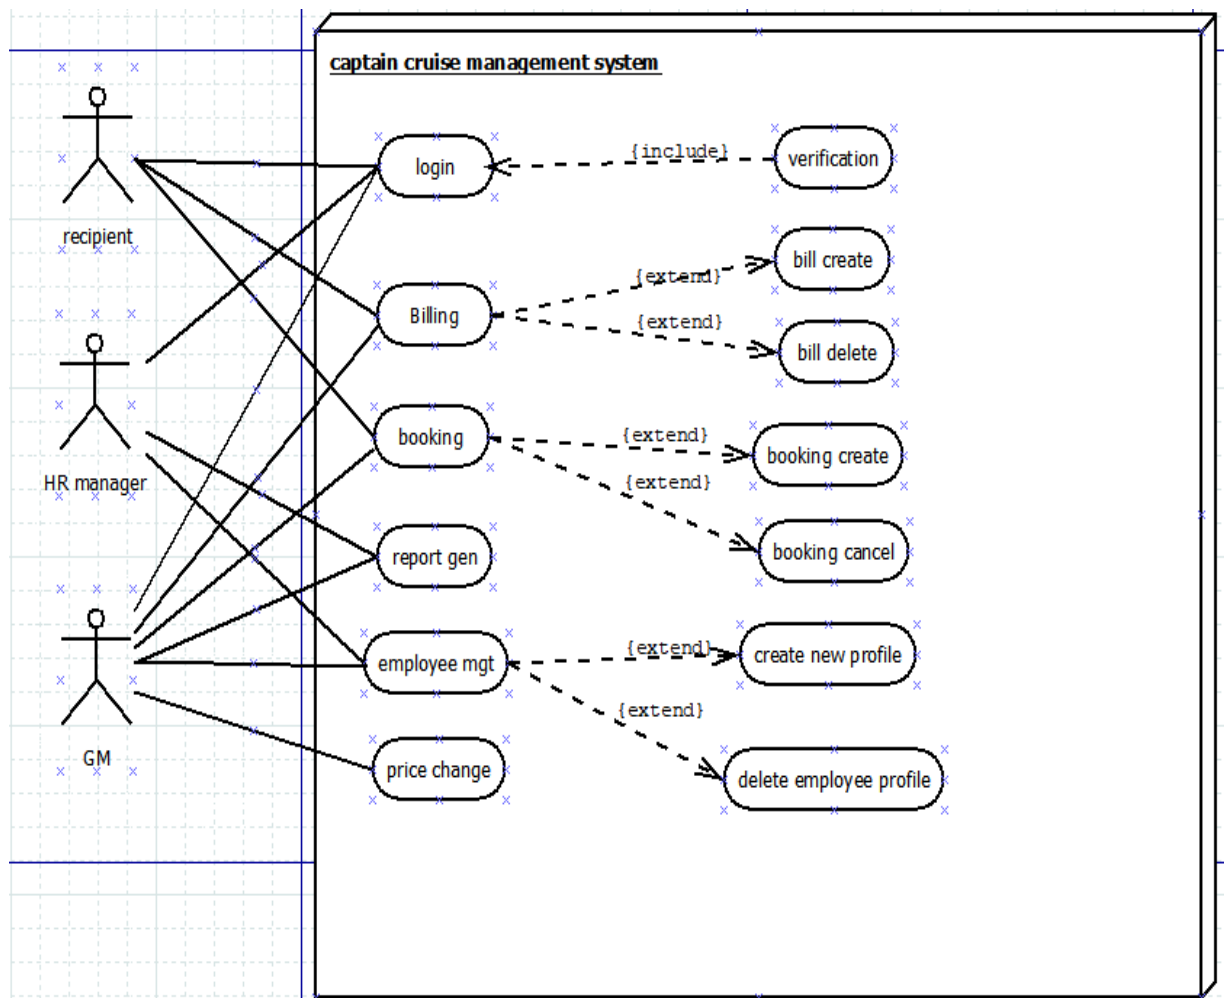 captain cruise management system
recipient
HR manager
GM
login
{include}
verification
Billing
{extend}
bill create
{extend}
bill delete
booking
{extend}
booking create
{extend}
booking cancel
report gen
employee mgt
{extend}
create new profile
{extend}
delete employee profile
price change